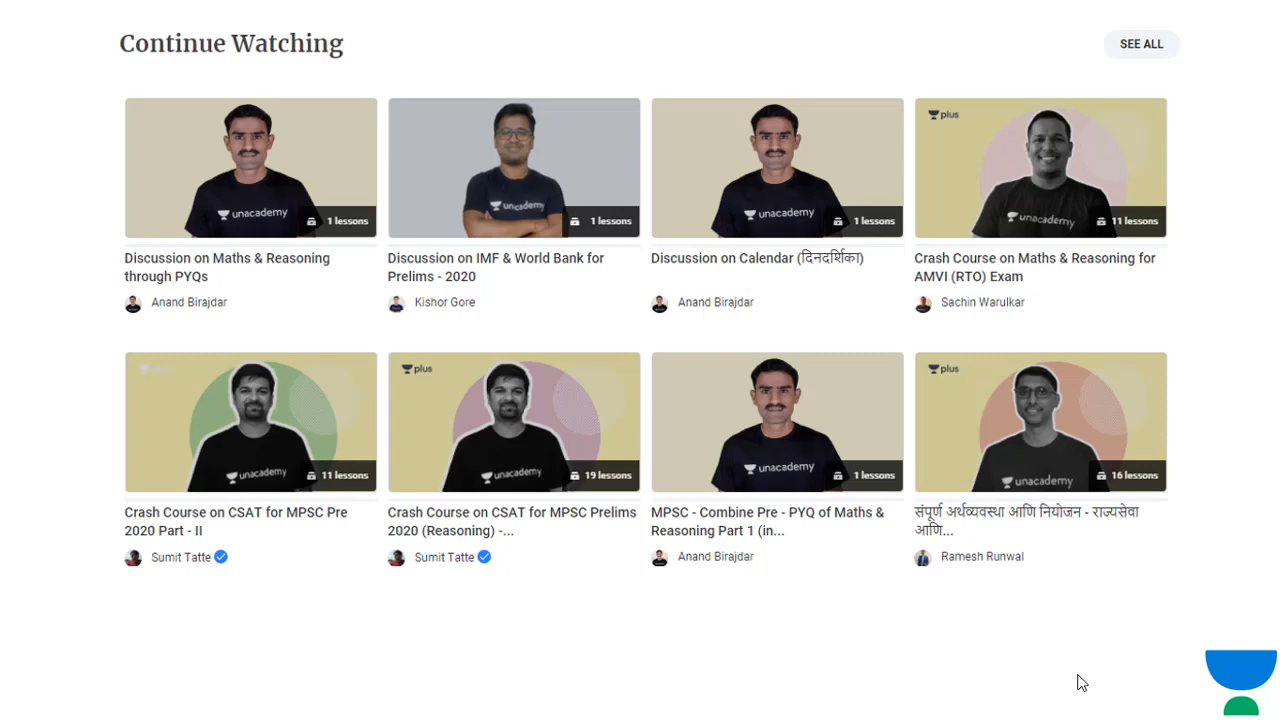 Continue Watching
SEE ALL
unacademy
1 lessons
unacademy
1 lessons
unacademy
1 lessons
plus
unacademy
11 lessons
Discussion on Maths & Reasoning
through PYQs
Anand Birajdar
Discussion on IMF & World Bank for
Prelims - 2020
Kishor Gore
Discussion on Calendar (दिनदर्शिका)
Anand Birajdar
Crash Course on Maths & Reasoning for
AMVI (RTO) Exam
Sachin Warulkar
plus
unacademy
11 lessons
plus
unacademy
19 lessons
unacademy
1 lessons
plus
unacademy
16 lessons
Crash Course on CSAT for MPSC Pre
2020 Part - II
Sumit Tatte
Crash Course on CSAT for MPSC Prelims
2020 (Reasoning) -...
Sumit Tatte
MPSC - Combine Pre - PYQ of Maths &
Reasoning Part 1 (in...
Anand Birajdar
संपूर्ण अर्थव्यवस्था आणि नियोजन - राज्यसेवा
आणि...
Ramesh Runwal